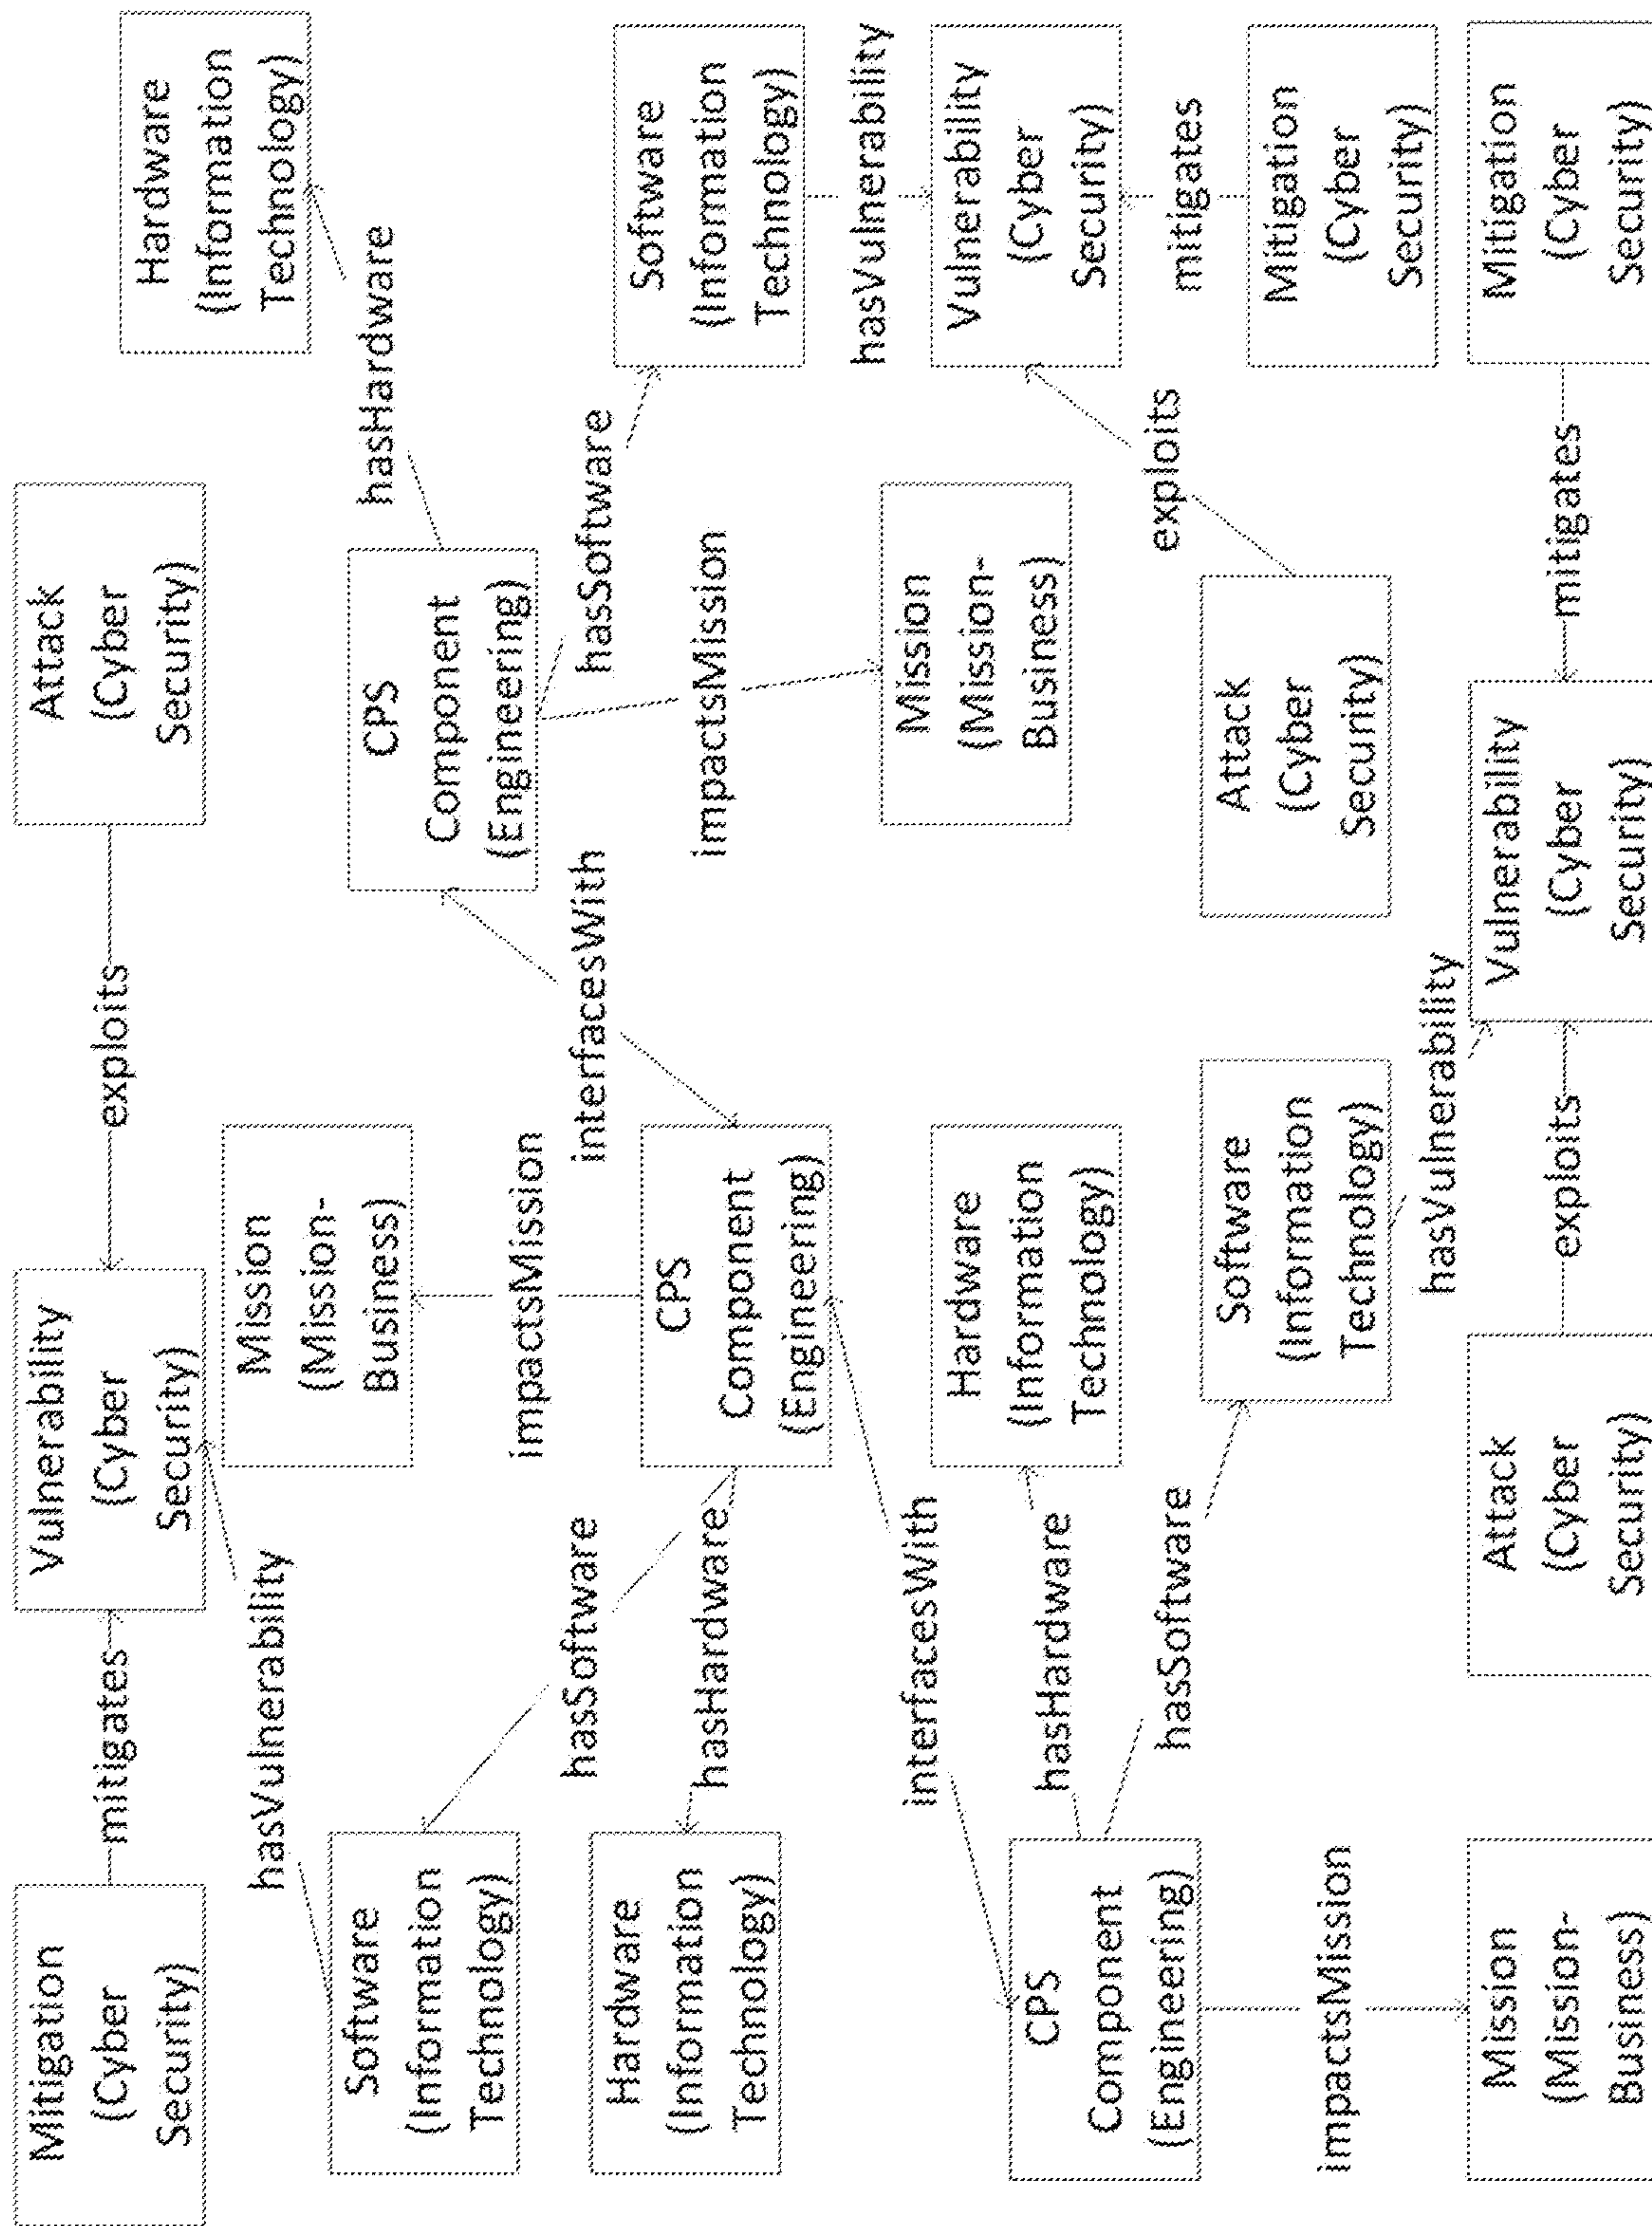 Mitigation
(Cyber
Security)
mitigates
Vulnerability
(Cyber
Security)
exploits
Attack
(Cyber
Security)
Hardware
(Information
Technology)
hasVulnerability
Mission
(Mission-
Business)
hasHardware
Software
(Information
Technology)
CPS
Component
(Engineering)
impactsMission
hasSoftware
interfacesWith
hasSoftware
Hardware
(Information
Technology)
hasHardware
CPS
Component
(Engineering)
impactsMission
Software
(Information
Technology)
hasVulnerability
interfacesWith
Hardware
(Information
Technology)
Mission
(Mission-
Business)
Vulnerability
(Cyber
Security)
CPS
Component
(Engineering)
hasHardware
hasSoftware
exploits
mitigates
Software
(Information
Technology)
Attack
(Cyber
Security)
Mitigation
(Cyber
Security)
impactsMission
hasVulnerability
Mission
(Mission-
Business)
Attack
(Cyber
Security)
exploits
Vulnerability
(Cyber
Security)
mitigates
Mitigation
(Cyber
Security)